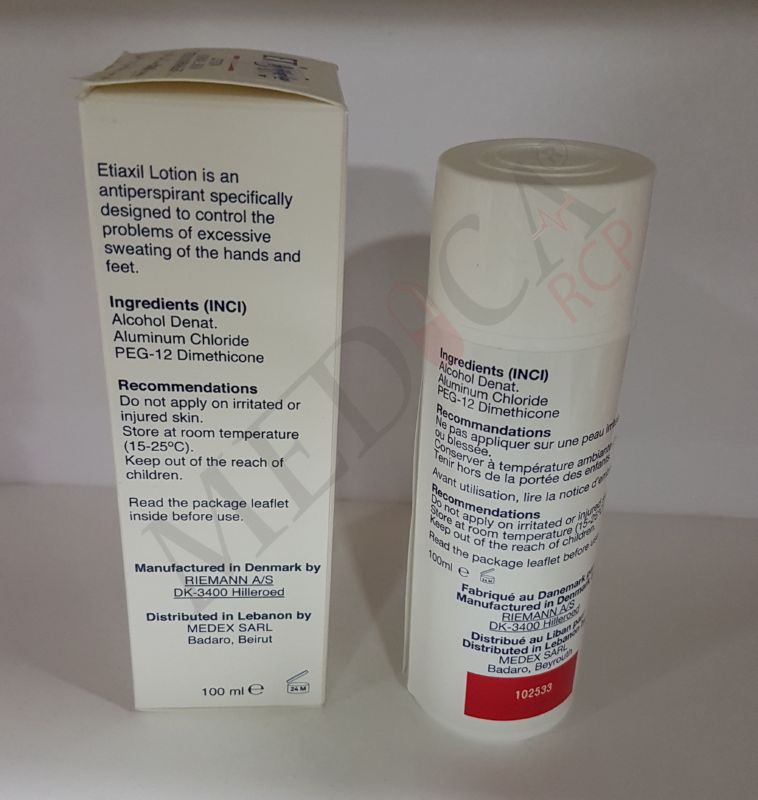 Etiaxil Lotion is an
antiperspirant specifically
designed to control the
problems of excessive
sweating of the hands and
feet.
Ingredients (INCI)
Alcohol Denat.
Aluminum Chloride
PEG-12 Dimethicone
Recommendations
Do not apply on irritated or
injured skin.
Store at room temperature
(15-25ºC).
Keep out of the reach of
children.
Read the package leaflet
inside before use.
Manufactured in Denmark by
RIEMANN A/S
DK-3400 Hilleroed
Distributed in Lebanon by
MEDEX SARL
Badaro, Beirut
100 ml ℮
24 M
Ingredients (INCI)
Alcohol Denat.
Aluminum Chloride
PEG-12 Dimethicone
Recommandations
Ne pas appliquer sur une peau
ou blessée.
Conserver à température ambiante
Tenir hors de la portée des enfants
Avant utilisation, lire la notice
Recommendations
Do not apply on irritated or injured
Store at room temperature
Keep out of the reach of children.
Read the package leaflet before
100ml ℮
Fabriqué au Danemark
Manufactured in
RIEMANN A/S
DK-3400 Hilleroed
Distribué au Liban
Distributed in Lebanon by
MEDEX SARL
Badaro, Beyrouth
102533
MEDICA ®
RCP